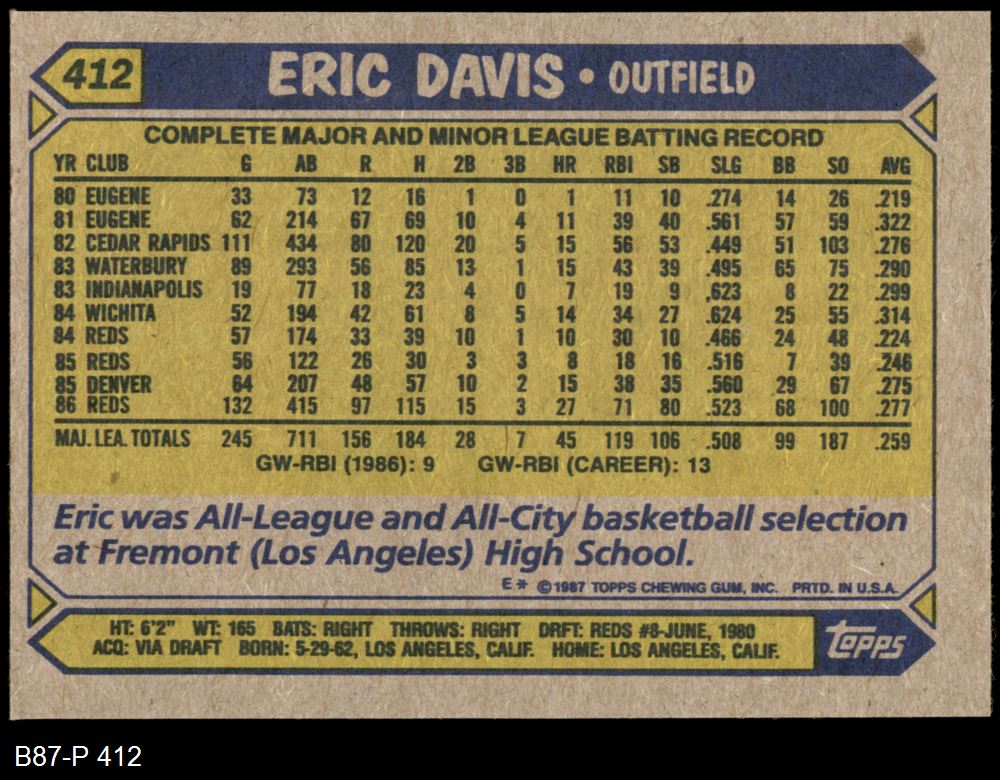 412 ERIC DAVIS • OUTFIELD
COMPLETE MAJOR AND MINOR LEAGUE BATTING RECORD
YR CLUB G AB R H 2B 3B HR RBI SB SLG BB SO AVG
80 EUGENE 33 73 12 16 1 0 1 11 10 .274 14 26 .219
81 EUGENE 62 214 67 69 10 4 11 39 40 .561 57 59 .322
82 CEDAR RAPIDS 111 434 80 120 20 5 15 56 53 .449 51 103 .276
83 WATERBURY 89 293 56 85 13 1 15 43 39 .495 65 75 .290
83 INDIANAPOLIS 19 77 18 23 4 0 7 19 9 .623 8 22 .299
84 WICHITA 52 194 42 61 8 5 14 34 27 .624 25 55 .314
84 REDS 57 174 33 39 10 1 10 30 10 .466 24 48 .224
85 REDS 56 122 26 30 3 3 8 18 16 .516 7 39 .246
85 DENVER 64 207 48 57 10 2 15 38 35 .560 29 67 .275
86 REDS 132 415 97 115 15 3 27 71 80 .523 68 100 .277
MAJ. LEA. TOTALS 245 711 156 184 28 7 45 119 106 .508 99 187 .259
GW-RBI (1986): 9 GW-RBI (CAREER): 13
Eric was All-League and All-City basketball selection
at Fremont (Los Angeles) High School.
E* © 1987 TOPPS CHEWING GUM, INC. PRTD. IN U.S.A.
HT: 6'2" WT: 165 BATS: RIGHT THROWS: RIGHT DRFT: REDS #8-JUNE, 1980
ACQ: VIA DRAFT BORN: 5-29-62, LOS ANGELES, CALIF. HOME: LOS ANGELES, CALIF.
topps
B87-P 412